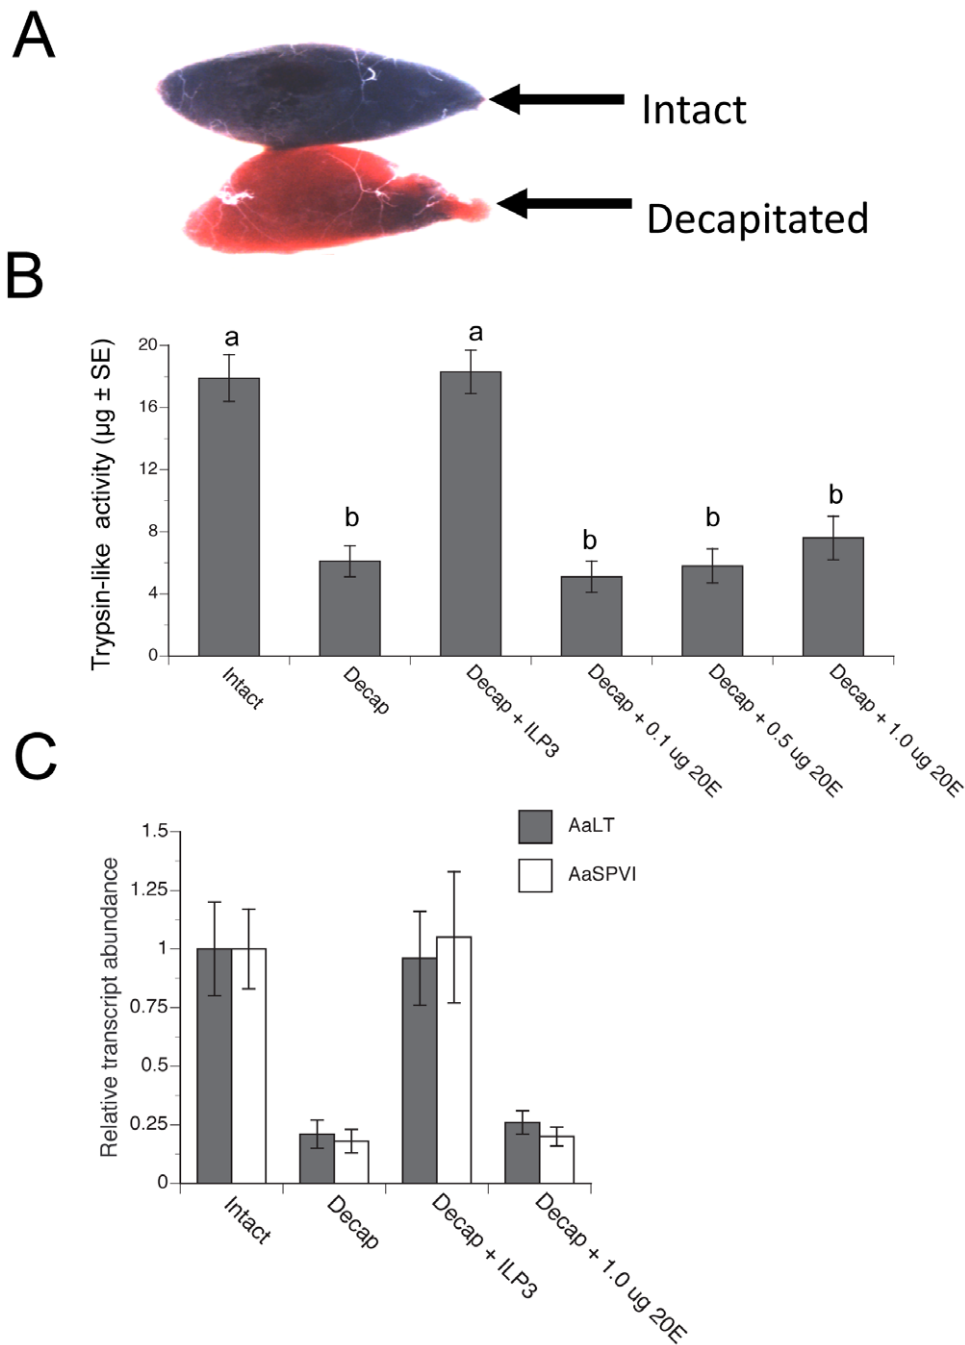 A
Intact
Decapitated
B
Trypsin-like activity (µg ± SE)
20
16
12
8
4
0
a
b
a
b
b
b
Intact
Decap
Decap + ILP3
Decap + 0.1 ug 20E
Decap + 0.5 ug 20E
Decap + 1.0 ug 20E
C
AaLT
AaSPVI
Relative transcript abundance
1.5
1.25
1
0.75
0.5
0.25
0
Intact
Decap
Decap + ILP3
Decap + 1.0 ug 20E